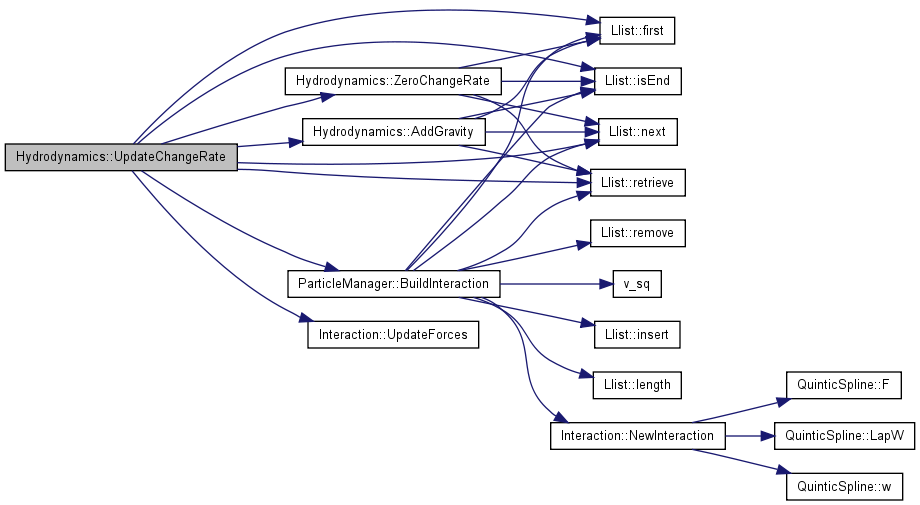 Hydrodynamics::UpdateChangeRate
Hydrodynamics::ZeroChangeRate
Hydrodynamics::AddGravity
ParticleManager::BuildInteraction
Interaction::UpdateForces
Llist::first
Llist::isEnd
Llist::next
Llist::retrieve
Llist::remove
v_sq
Llist::insert
Llist::length
Interaction::NewInteraction
QuinticSpline::F
QuinticSpline::LapW
QuinticSpline::w